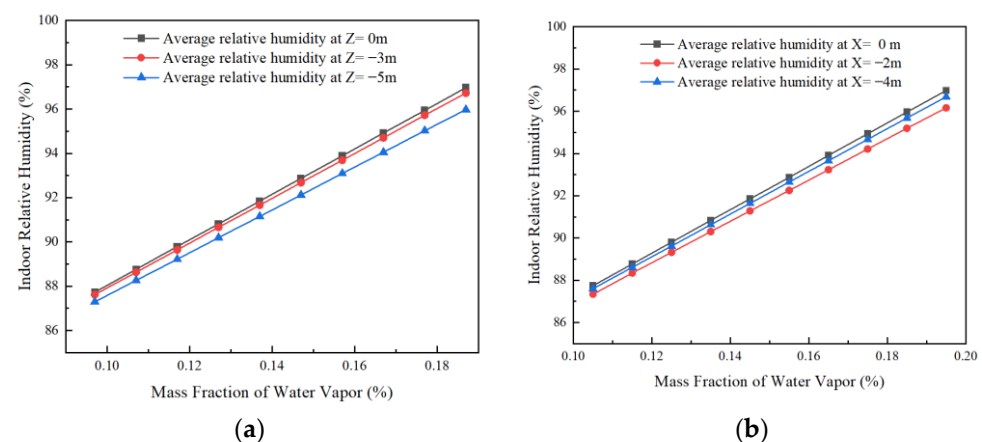 Average relative humidity at Z= 0m
Average relative humidity at Z= −3m
Average relative humidity at Z= −5m
Indoor Relative Humidity (%)
100
98
96
94
92
90
88
86
0.10 0.12 0.14 0.16 0.18
Mass Fraction of Water Vapor (%)
(a)
Average relative humidity at X= 0 m
Average relative humidity at X= −2m
Average relative humidity at X= −4m
Indoor Relative Humidity (%)
100
98
96
94
92
90
88
86
0.10 0.12 0.14 0.16 0.18 0.20
Mass Fraction of Water Vapor (%)
(b)